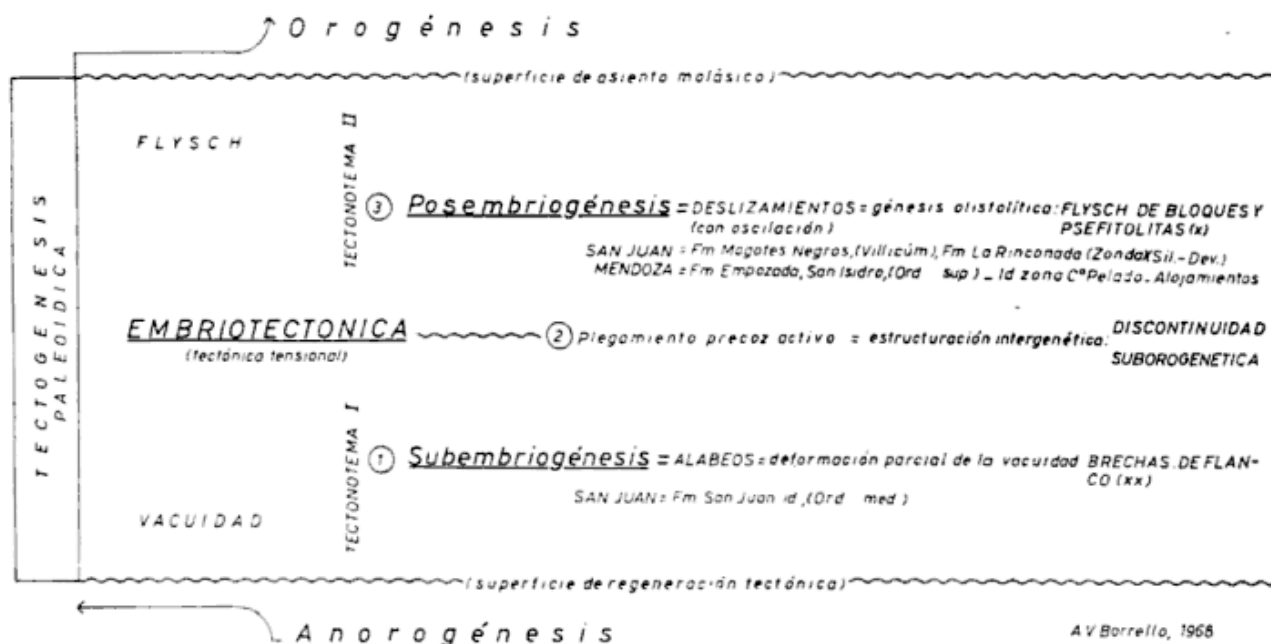 Orogénesis
(superficie de asiento molásico)
FLYSCH
TECTONOTEMA II
③ Posembriogénesis = DESLIZAMIENTOS = génesis olistolítica: FLYSCH DE BLOQUES Y
(con oscilación) PSEFITOLITAS (x)
SAN JUAN = Fm Mogotes Negros, (Villicúm), Fm La Rinconada (Zonda)(Sil.-Dev.)
MENDOZA = Fm Empozada, San Isidro, (Ord sup) _ Id zona Cº Pelado - Alojamientos
TECTOGENESIS
PALEOIDICA
EMBRIOTECTONICA
(tectónica tensional)
② Plegamiento precoz activo = estructuración intergenética: DISCONTINUIDAD
SUBOROGENETICA
TECTONOTEMA I
① Subembriogénesis = ALABEOS = deformación parcial de la vacuidad BRECHAS DE FLAN-
CO (xx)
SAN JUAN = Fm San Juan id, (Ord med)
VACUIDAD
(superficie de regeneración tectónica)
Anorogénesis
A V Borrello, 1968